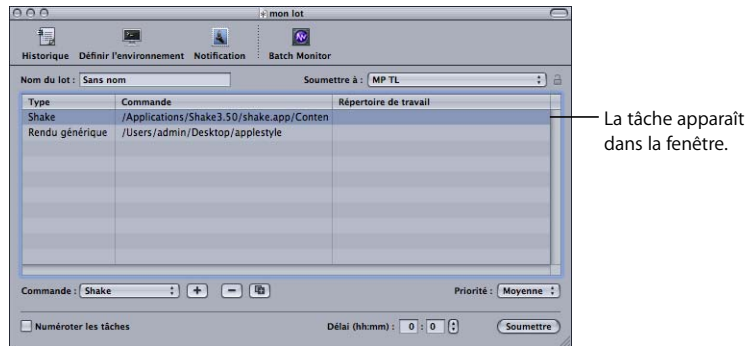 mon lot
Historique Définir l'environnement Notification Batch Monitor
Nom du lot : Sans nom Soumettre à : MP TL
Type Commande Répertoire de travail
Shake /Applications/Shake3.50/shake.app/Conten
Rendu générique /Users/admin/Desktop/applestyle
La tâche apparaît
dans la fenêtre.
Commande : Shake Priorité : Moyenne
Numéroter les tâches Délai (hh:mm) : 0 : 0 Soumettre